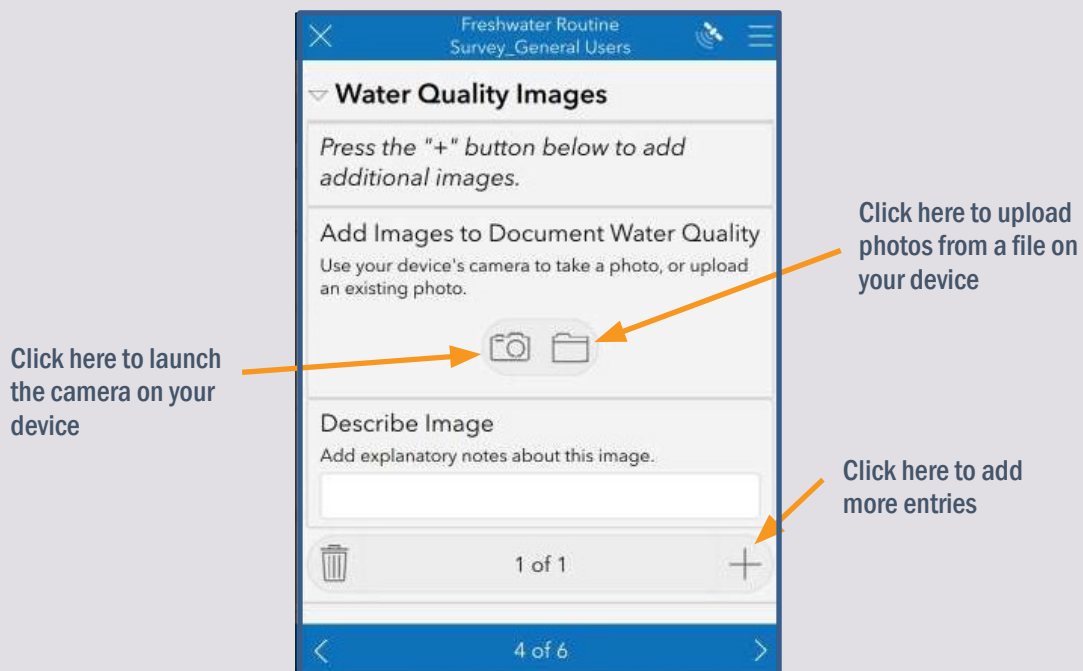 Freshwater Routine
Survey_General Users
Water Quality Images
Press the "+" button below to add
additional images.
Add Images to Document Water Quality
Use your device's camera to take a photo, or upload
an existing photo.
Click here to upload
photos from a file on
your device
Click here to launch
the camera on your
device
Describe Image
Add explanatory notes about this image.
Click here to add
more entries
1 of 1
4 of 6